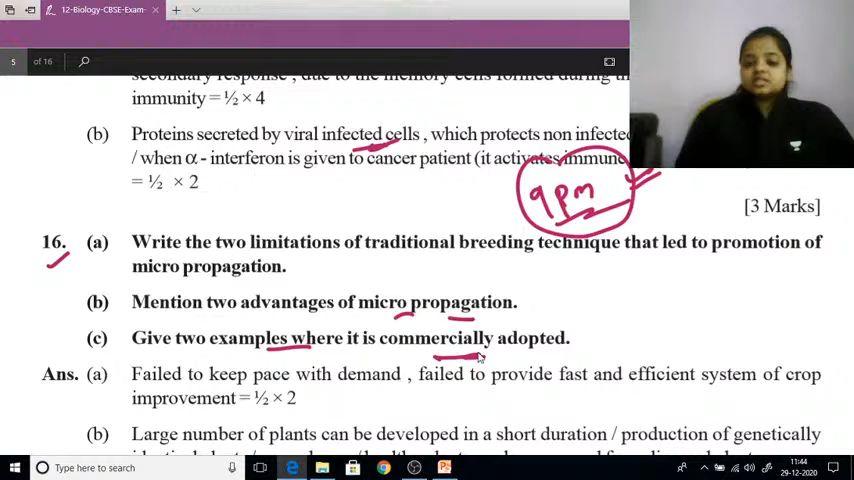 12-Biology-CBSE-Exam-
5 of 16
secondary response , due to the memory cells formed during
immunity = ½ × 4
(b) Proteins secreted by viral infected cells , which protects non infected
/ when α - interferon is given to cancer patient (it activates immune
= ½ × 2
9 pm
[3 Marks]
16. (a) Write the two limitations of traditional breeding technique that led to promotion of
micro propagation.
(b) Mention two advantages of micro propagation.
(c) Give two examples where it is commercially adopted.
Ans. (a) Failed to keep pace with demand , failed to provide fast and efficient system of crop
improvement = ½ × 2
(b) Large number of plants can be developed in a short duration / production of genetically
Type here to search
11:44
29-12-2020